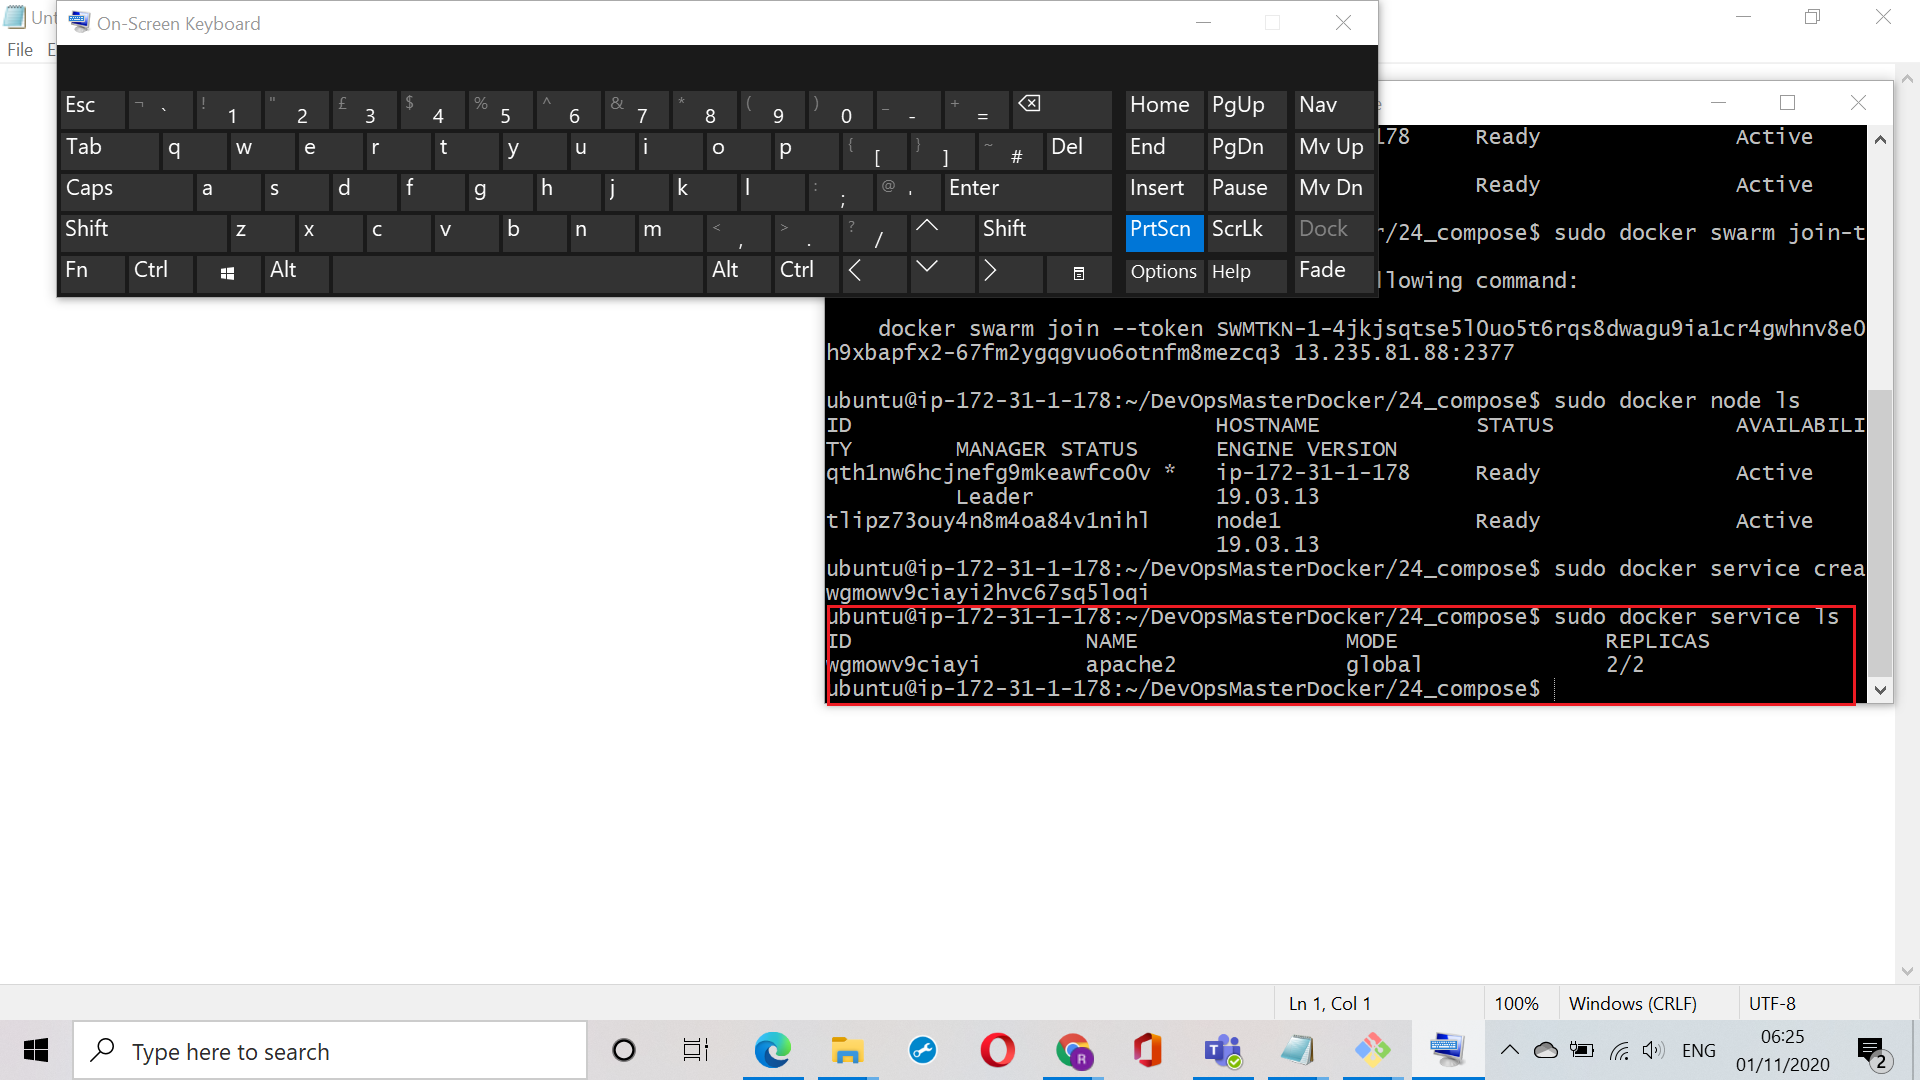 Unt
On-Screen Keyboard
File E
Esc ¬ ` ! 1 " 2 £ 3 $ 4 % 5 ^ 6 & 7 * 8 ( 9 ) 0 _ - + = Home PgUp Nav
Tab q w e r t y u i o p { [ } ] ~ # Del End PgDn Mv Up
Caps a s d f g h j k l : ; @ ' Enter Insert Pause Mv Dn
Shift z x c v b n m < , > . ? / Shift PrtScn ScrLk Dock
Fn Ctrl Alt Alt Ctrl Options Help Fade
178 Ready Active
Ready Active
r/24_compose$ sudo docker swarm join-t
llowing command:
docker swarm join --token SWMTKN-1-4jkjsqtse5l0uo5t6rqs8dwagu9ia1cr4gwhnv8e0
h9xbapfx2-67fm2ygqgvuo6otnfm8mezcq3 13.235.81.88:2377
ubuntu@ip-172-31-1-178:~/DevOpsMasterDocker/24_compose$ sudo docker node ls
ID HOSTNAME STATUS AVAILABILI
TY MANAGER STATUS ENGINE VERSION
qth1nw6hcjnefg9mkeawfco0v * ip-172-31-1-178 Ready Active
Leader 19.03.13
tlipz73ouy4n8m4oa84v1nihl node1 Ready Active
19.03.13
ubuntu@ip-172-31-1-178:~/DevOpsMasterDocker/24_compose$ sudo docker service crea
wgmowv9ciayi2hvc67sq5loqi
ubuntu@ip-172-31-1-178:~/DevOpsMasterDocker/24_compose$ sudo docker service ls
ID NAME MODE REPLICAS
wgmowv9ciayi apache2 global 2/2
ubuntu@ip-172-31-1-178:~/DevOpsMasterDocker/24_compose$
Ln 1, Col 1 100% Windows (CRLF) UTF-8
Type here to search
R
ENG
06:25
01/11/2020
2